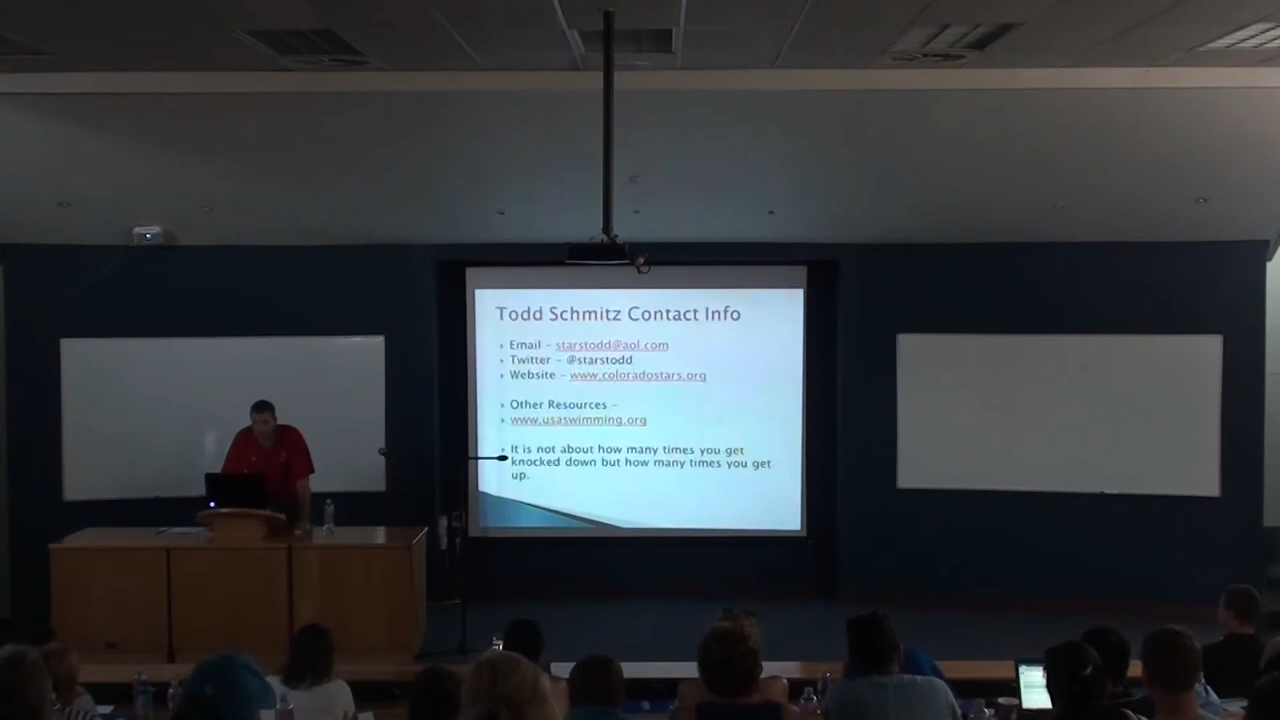 Todd Schmitz Contact Info
Email – starstodd@aol.com
Twitter – @starstodd
Website – www.coloradostars.org
Other Resources –
www.usaswimming.org
It is not about how many times you get
knocked down but how many times you get
up.